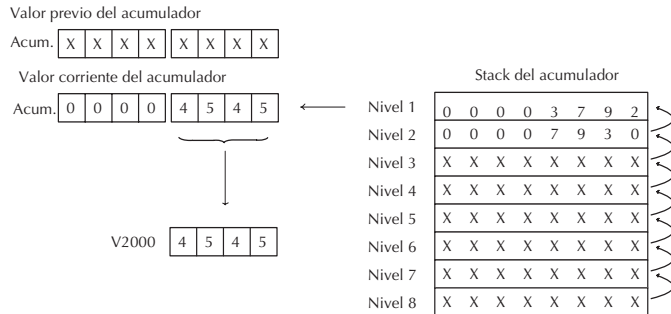 Valor previo del acumulador
Acum. X X X X X X X X
Valor corriente del acumulador
Acum. 0 0 0 0 4 5 4 5
V2000 4 5 4 5
Stack del acumulador
Nivel 1 0 0 0 0 3 7 9 2
Nivel 2 0 0 0 0 7 9 3 0
Nivel 3 X X X X X X X X
Nivel 4 X X X X X X X X
Nivel 5 X X X X X X X X
Nivel 6 X X X X X X X X
Nivel 7 X X X X X X X X
Nivel 8 X X X X X X X X